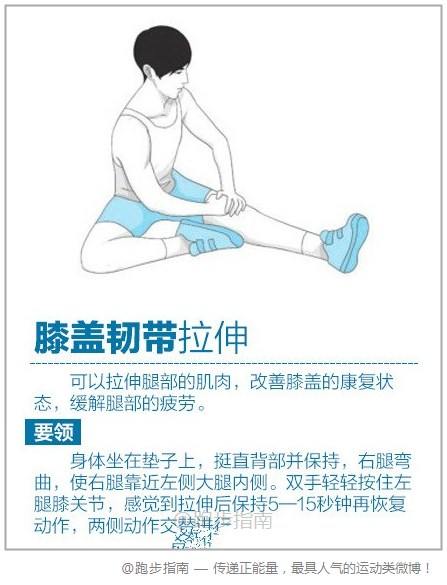 膝盖韧带拉伸
可以拉伸腿部的肌肉，改善膝盖的康复状
态，缓解腿部的疲劳。
要领
身体坐在垫子上，挺直背部并保持，右腿弯
曲，使右腿靠近左侧大腿内侧。双手轻轻按住左
腿膝关节，感觉到拉伸后保持5—15秒钟再恢复
动作，两侧动作交替进
@跑步指南
@跑步指南 — 传递正能量，最具人气的运动类微博！